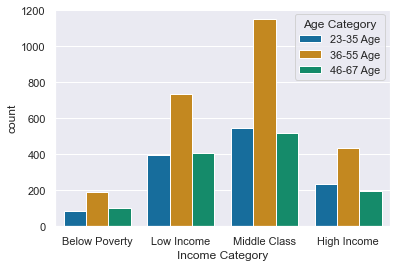 1200
1000
800
600
400
200
0
count
Age Category
23-35 Age
36-55 Age
46-67 Age
Below Poverty
Low Income
Middle Class
High Income
Income Category